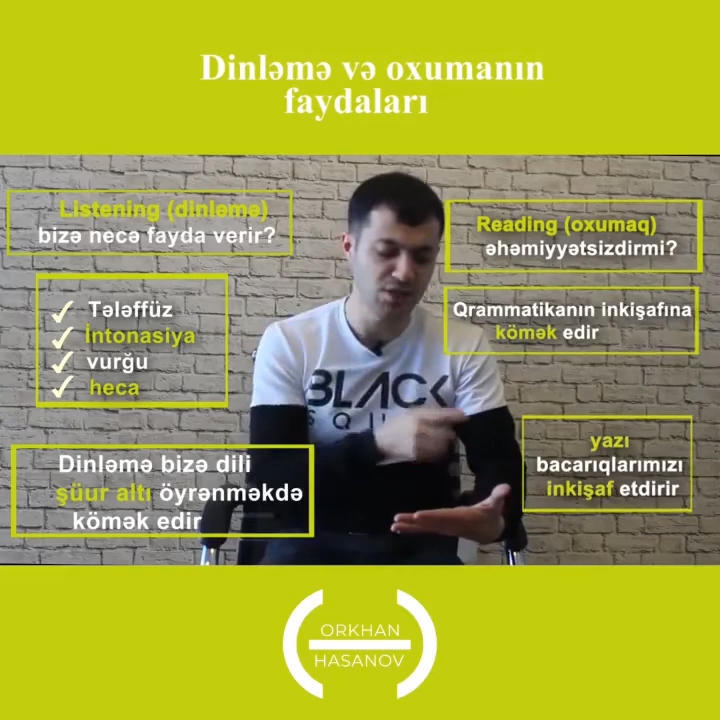 Dinləmə və oxumanın
faydaları
Listening (dinləmə)
bizə necə fayda verir?
Tələffüz
İntonasiya
vurğu
heca
Dinləmə bizə dili
şüur altı öyrənməkdə
kömək edir
Reading (oxumaq)
əhəmiyyətsizdirmi?
Qrammatikanın inkişafına
kömək edir
yazı
bacarıqlarımızı
inkişaf etdirir
BLACK
ORKHAN
HASANOV